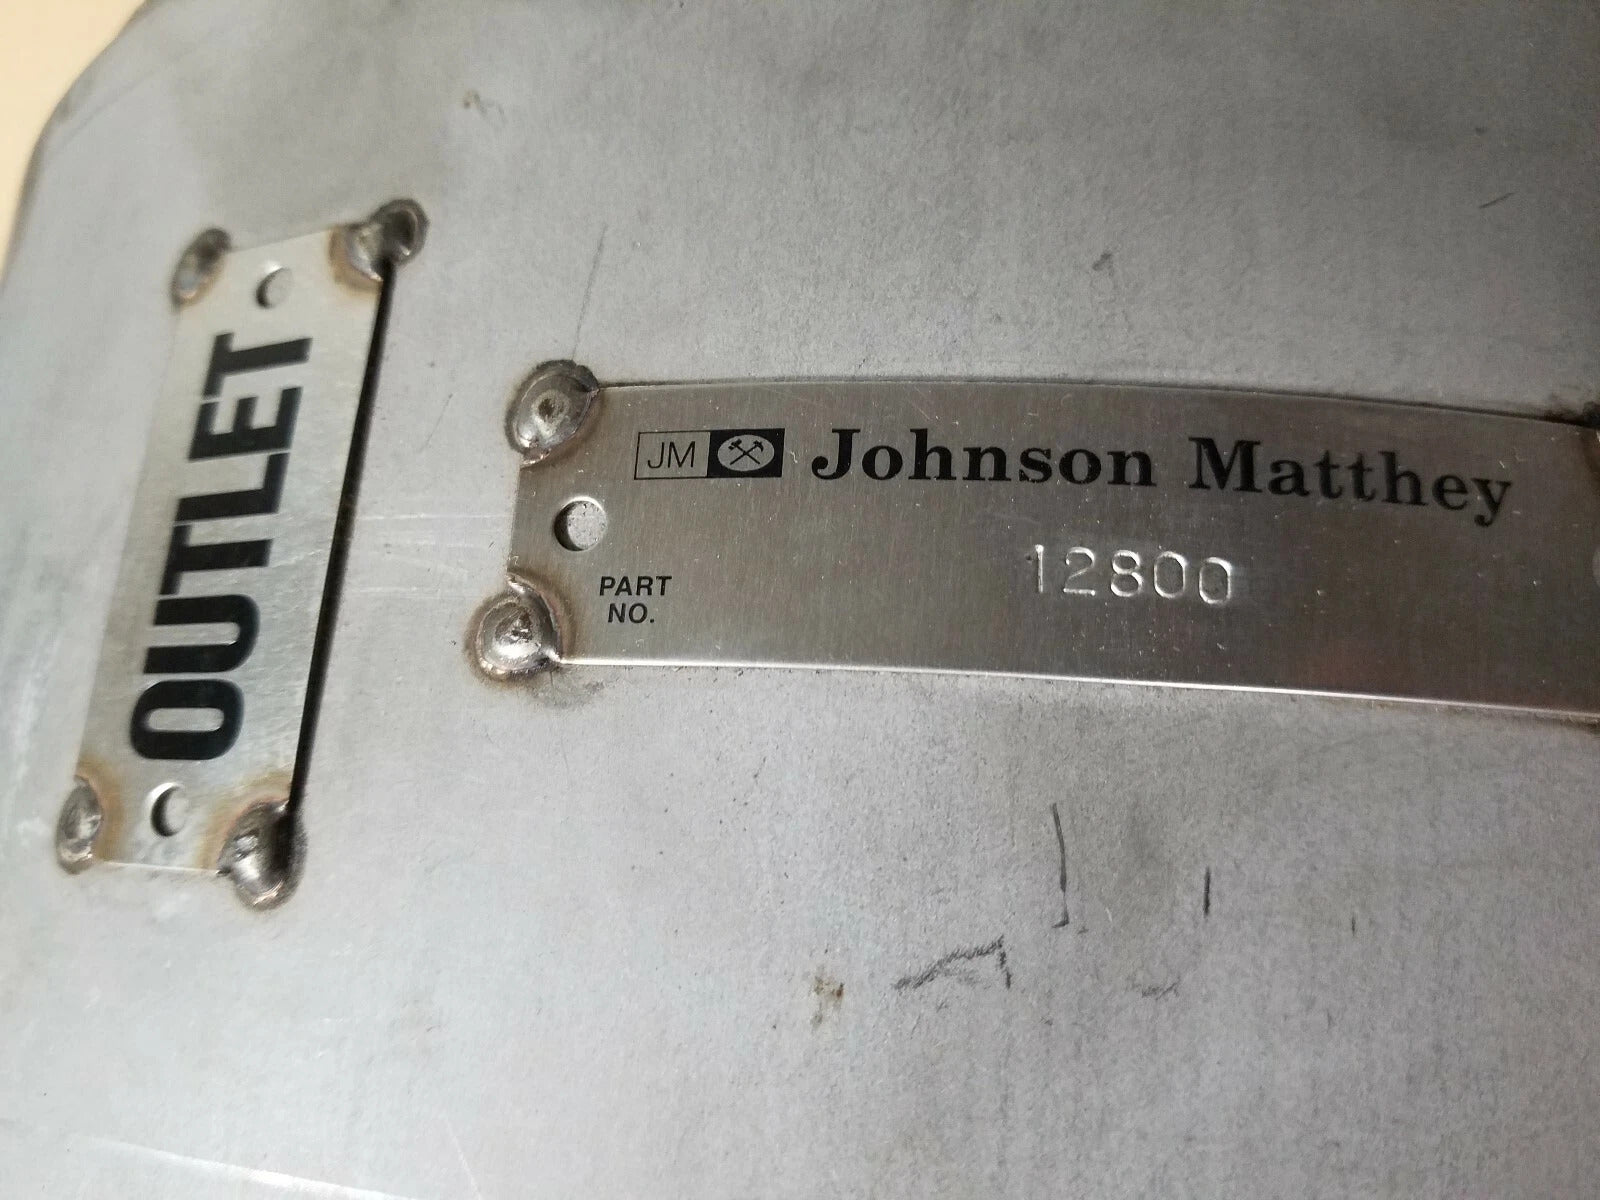 OUTLET
JM Johnson Matthey
12800
PART
NO.